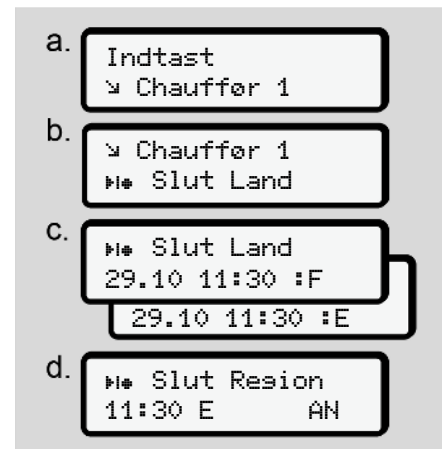 a.
Indtast
↘ Chauffør 1
b.
↘ Chauffør 1
Slut Land
c.
Slut Land
29.10 11:30 :F
29.10 11:30 :E
d.
Slut Region
11:30 E AN